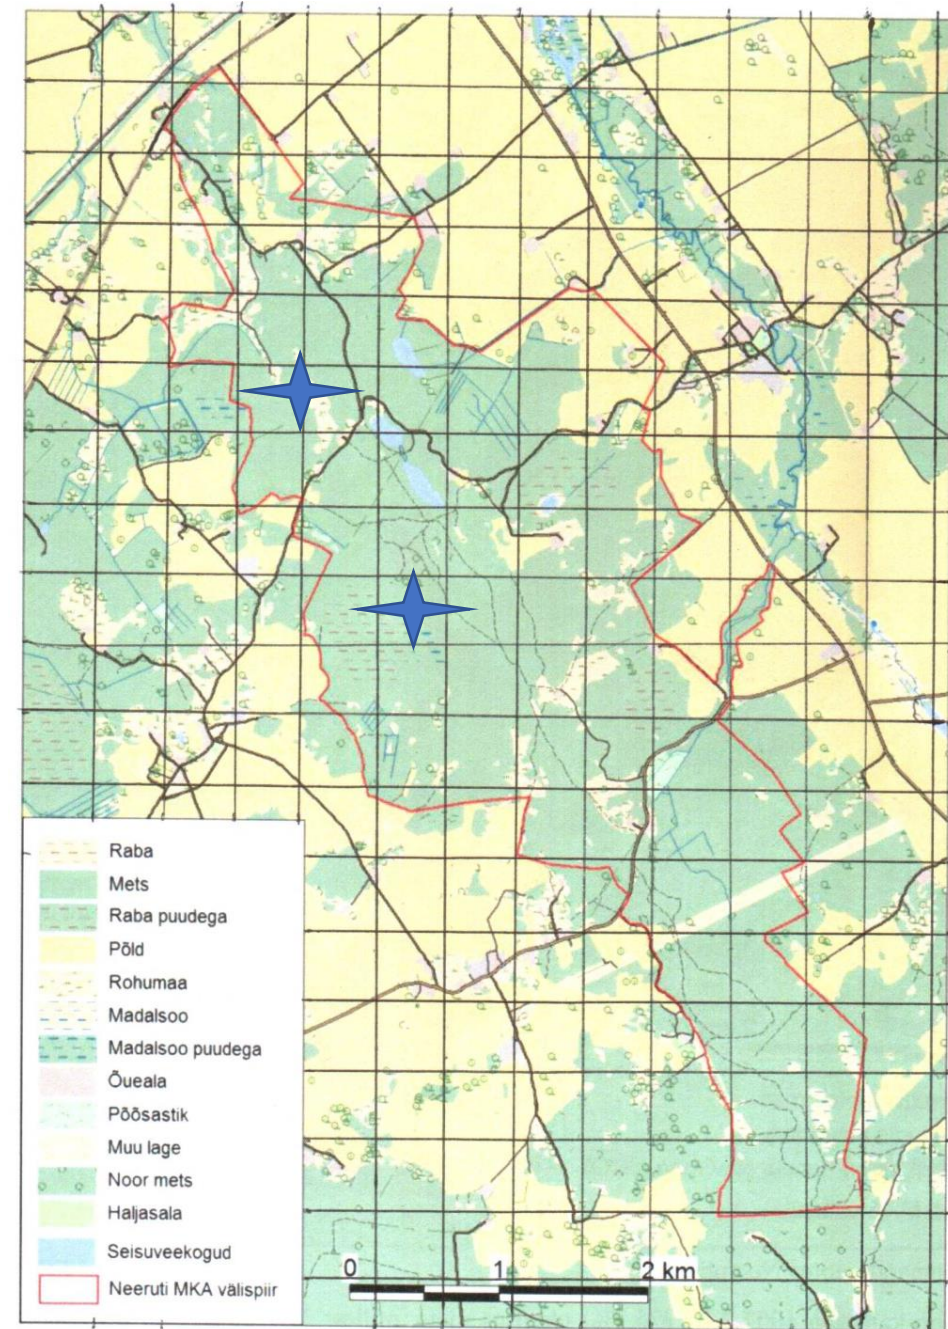 Raba
Mets
Raba puudega
Põld
Rohumaa
Madalsoo
Madalsoo puudega
Õueala
Põõsastik
Muu lage
Noor mets
Haljasala
Seisuveekogud
Neeruti MKA välispiir
0 1 2 km